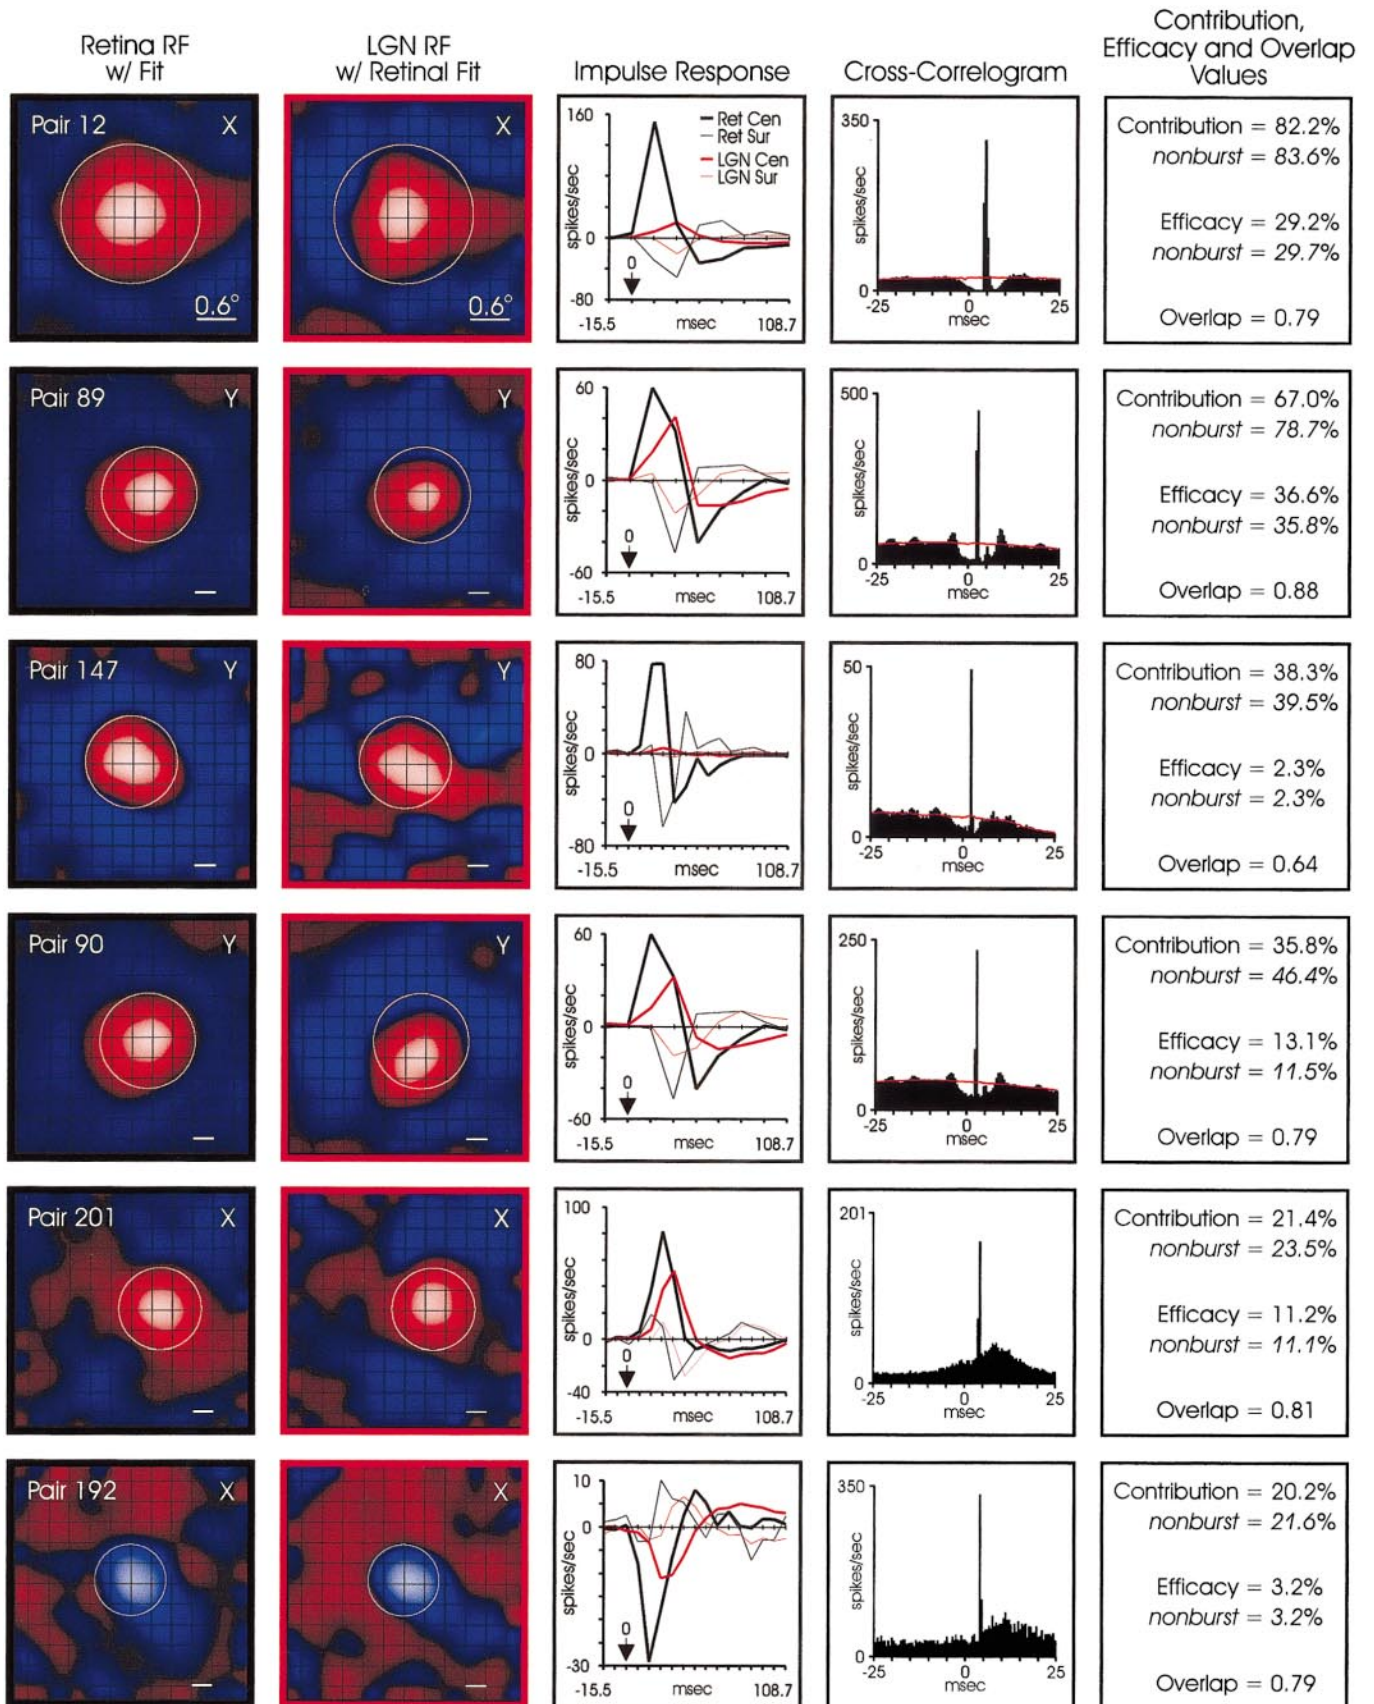 Retina RF
w/ Fit
LGN RF
w/ Retinal Fit
Impulse Response
Cross-Correlogram
Contribution,
Efficacy and Overlap
Values
Pair 12 X
0.6°
X
0.6°
160
0
-80
spikes/sec
Ret Cen
Ret Sur
LGN Cen
LGN Sur
0
-15.5 msec 108.7
350
0
spikes/sec
-25 0 25
msec
Contribution = 82.2%
nonburst = 83.6%
Efficacy = 29.2%
nonburst = 29.7%
Overlap = 0.79
Pair 89 Y
Y
60
0
-60
spikes/sec
0
-15.5 msec 108.7
500
0
spikes/sec
-25 0 25
msec
Contribution = 67.0%
nonburst = 78.7%
Efficacy = 36.6%
nonburst = 35.8%
Overlap = 0.88
Pair 147 Y
Y
80
0
-80
spikes/sec
0
-15.5 msec 108.7
50
0
spikes/sec
-25 0 25
msec
Contribution = 38.3%
nonburst = 39.5%
Efficacy = 2.3%
nonburst = 2.3%
Overlap = 0.64
Pair 90 Y
Y
60
0
-60
spikes/sec
0
-15.5 msec 108.7
250
0
spikes/sec
-25 0 25
msec
Contribution = 35.8%
nonburst = 46.4%
Efficacy = 13.1%
nonburst = 11.5%
Overlap = 0.79
Pair 201 X
X
100
0
-40
spikes/sec
0
-15.5 msec 108.7
201
0
spikes/sec
-25 0 25
msec
Contribution = 21.4%
nonburst = 23.5%
Efficacy = 11.2%
nonburst = 11.1%
Overlap = 0.81
Pair 192 X
X
10
0
-30
spikes/sec
0
-15.5 msec 108.7
350
0
spikes/sec
-25 0 25
msec
Contribution = 20.2%
nonburst = 21.6%
Efficacy = 3.2%
nonburst = 3.2%
Overlap = 0.79